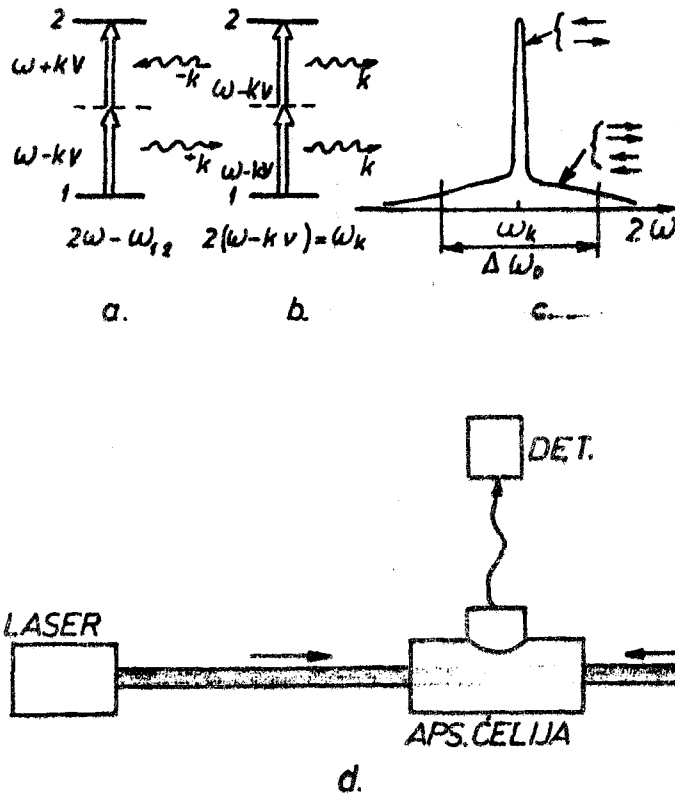 2
ω+kv
-k
ω-kv
+k
1
2ω-ω₁₂
a.
2
ω-kv
k
ω-kv
k
1
2(ω-kv)=ωₖ
b.
ωₖ
2ω
Δω_D
c.
DET.
LASER
APS.ĆELIJA
d.